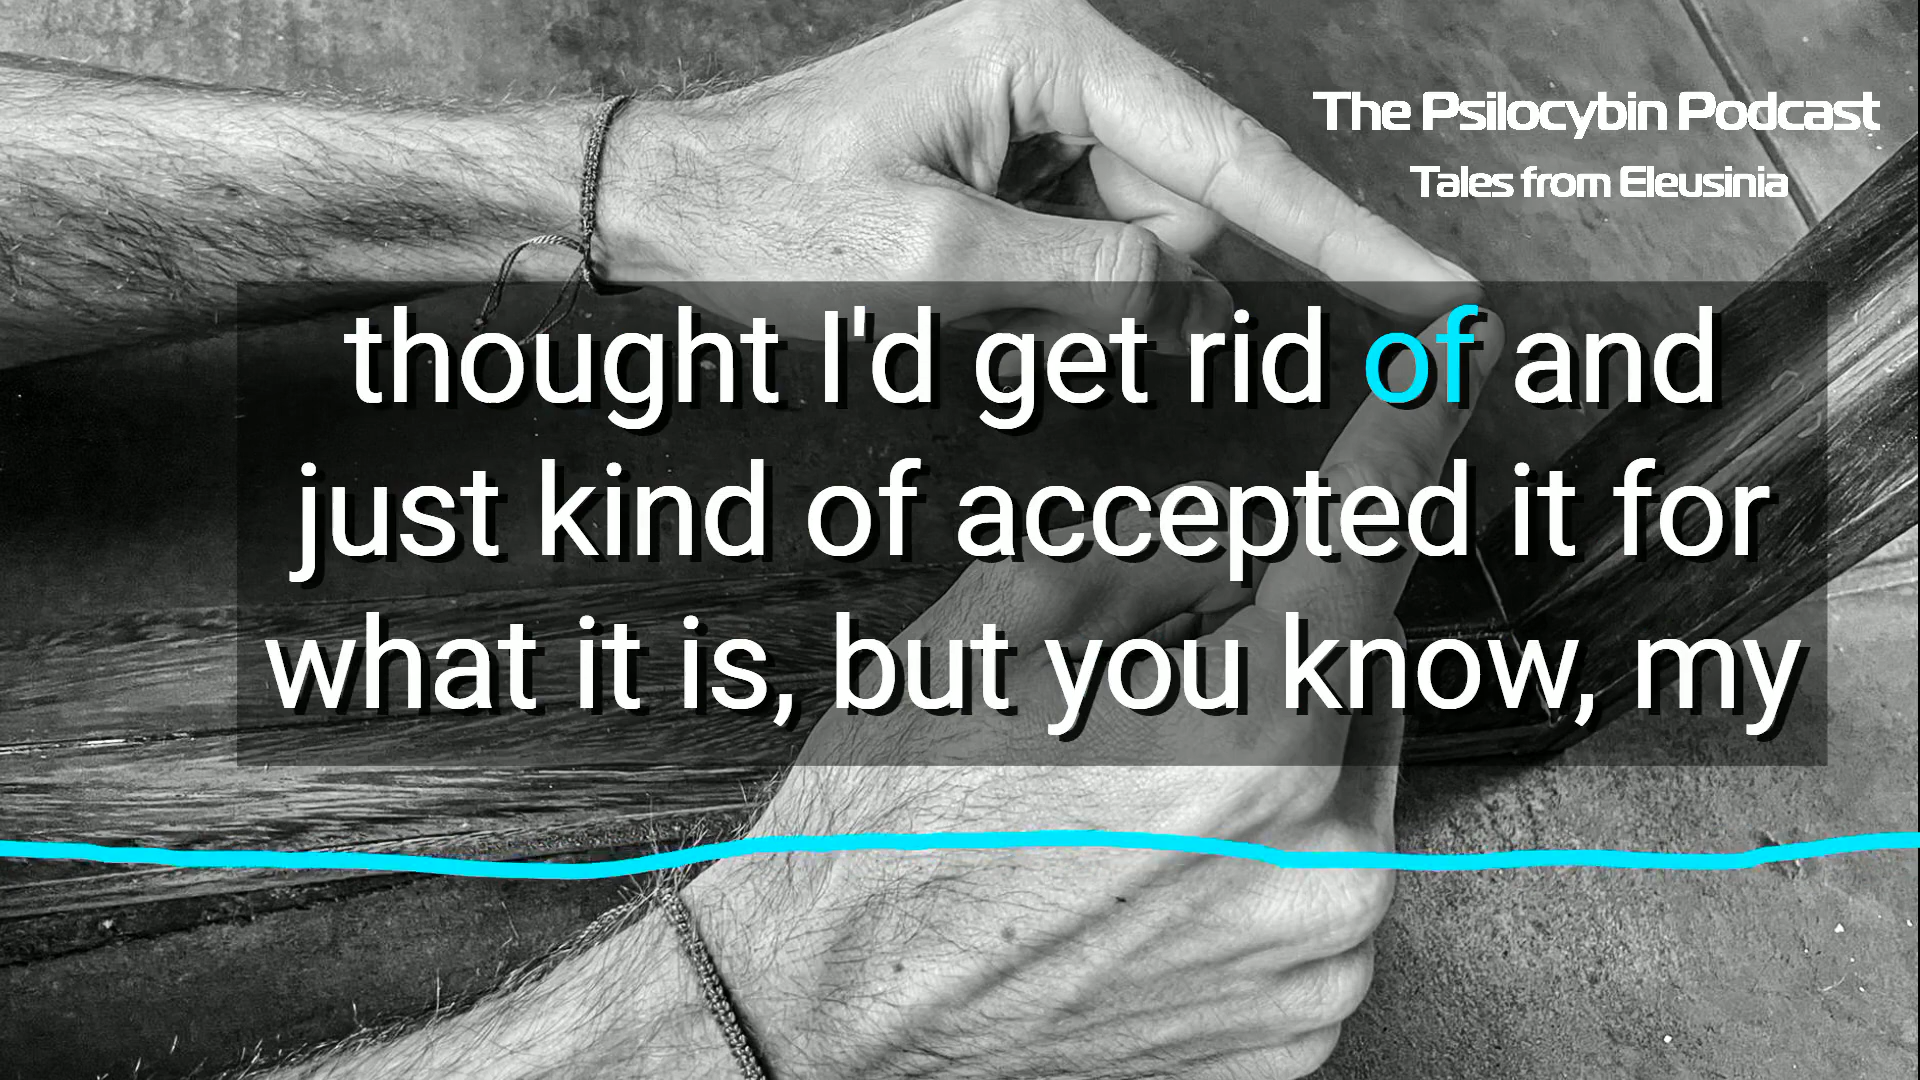 The Psilocybin Podcast
Tales from Eleusinia
thought I'd get rid of and
just kind of accepted it for
what it is, but you know, my